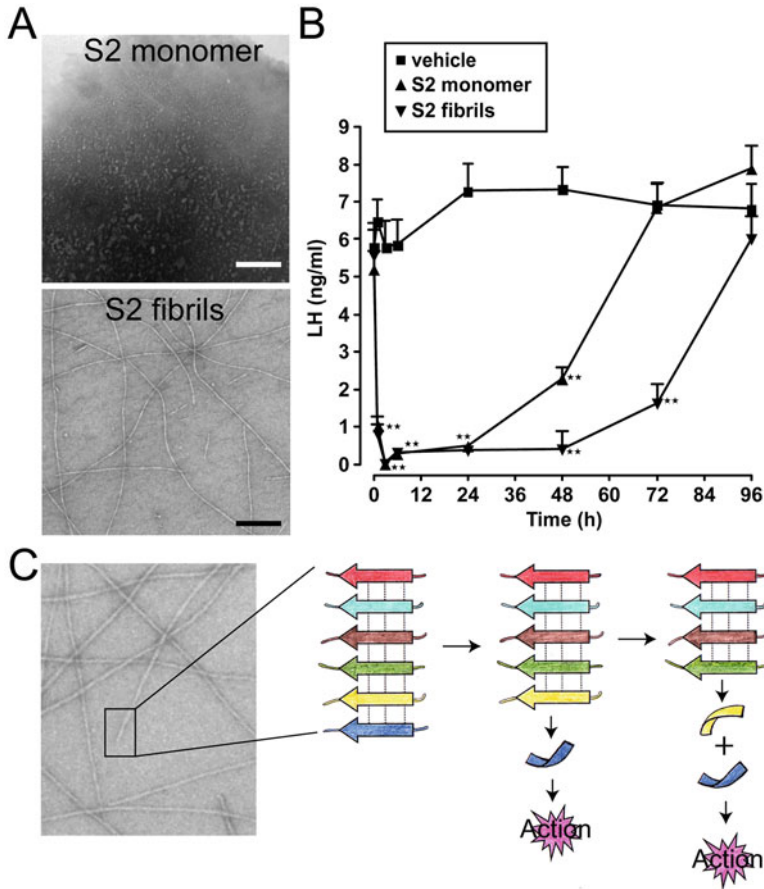 A
S2 monomer
S2 fibrils
B
vehicle
S2 monomer
S2 fibrils
LH (ng/ml)
9
8
7
6
5
4
3
2
1
0
★★
★★
★★
★★
★★
★★
★★
0 12 24 36 48 60 72 84 96
Time (h)
C
+
Action
Action